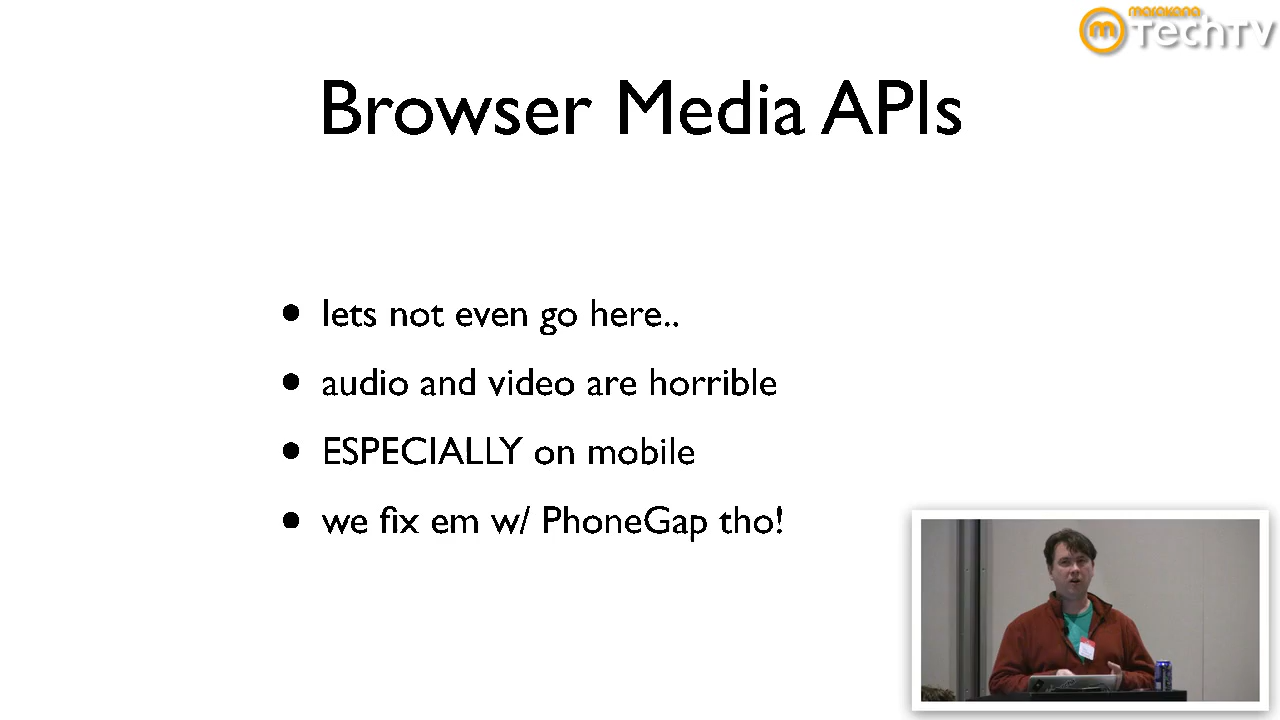 marakana
m TechTV
Browser Media APIs
• lets not even go here..
• audio and video are horrible
• ESPECIALLY on mobile
• we fix em w/ PhoneGap tho!